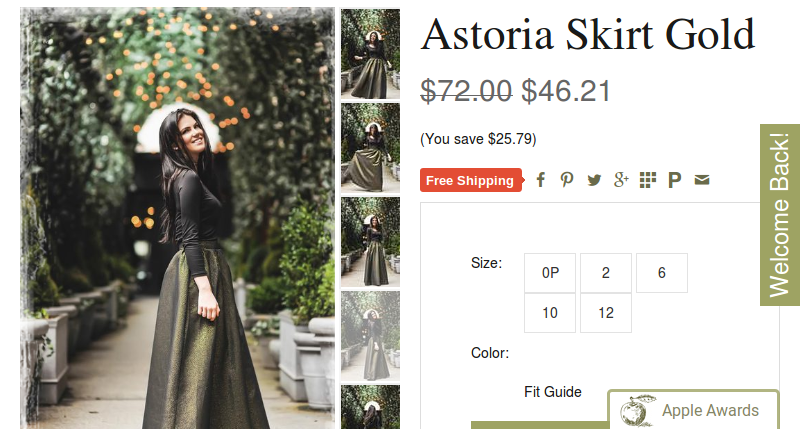 Astoria Skirt Gold
$72.00 $46.21
(You save $25.79)
Free Shipping
Welcome Back!
Size:
0P
2
6
10
12
Color:
Fit Guide
Apple Awards